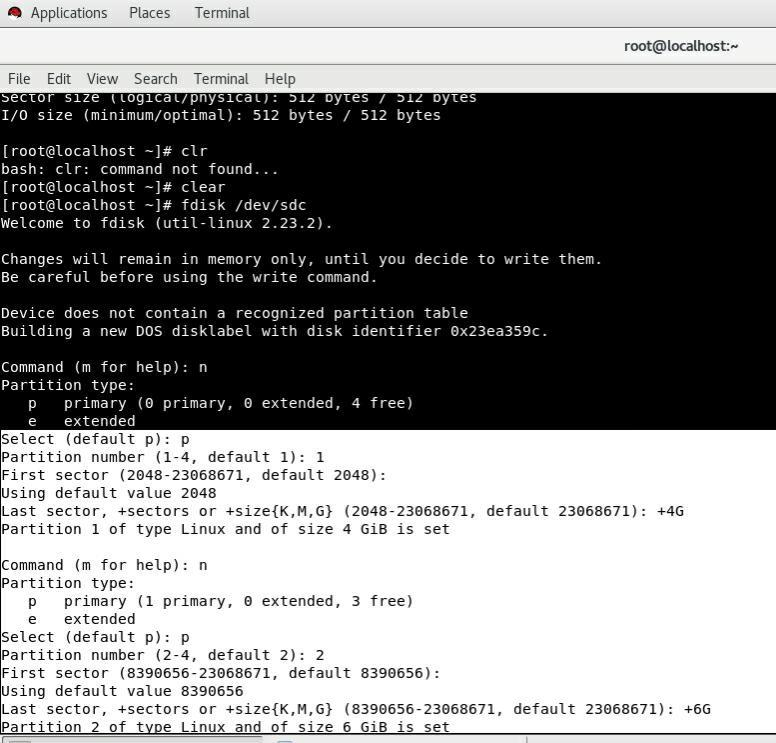 Applications Places Terminal
root@localhost:~
File Edit View Search Terminal Help
Sector size (logical/physical): 512 bytes / 512 bytes
I/O size (minimum/optimal): 512 bytes / 512 bytes
[root@localhost ~]# clr
bash: clr: command not found...
[root@localhost ~]# clear
[root@localhost ~]# fdisk /dev/sdc
Welcome to fdisk (util-linux 2.23.2).
Changes will remain in memory only, until you decide to write them.
Be careful before using the write command.
Device does not contain a recognized partition table
Building a new DOS disklabel with disk identifier 0x23ea359c.
Command (m for help): n
Partition type:
   p   primary (0 primary, 0 extended, 4 free)
   e   extended
Select (default p): p
Partition number (1-4, default 1): 1
First sector (2048-23068671, default 2048):
Using default value 2048
Last sector, +sectors or +size{K,M,G} (2048-23068671, default 23068671): +4G
Partition 1 of type Linux and of size 4 GiB is set
Command (m for help): n
Partition type:
   p   primary (1 primary, 0 extended, 3 free)
   e   extended
Select (default p): p
Partition number (2-4, default 2): 2
First sector (8390656-23068671, default 8390656):
Using default value 8390656
Last sector, +sectors or +size{K,M,G} (8390656-23068671, default 23068671): +6G
Partition 2 of type Linux and of size 6 GiB is set